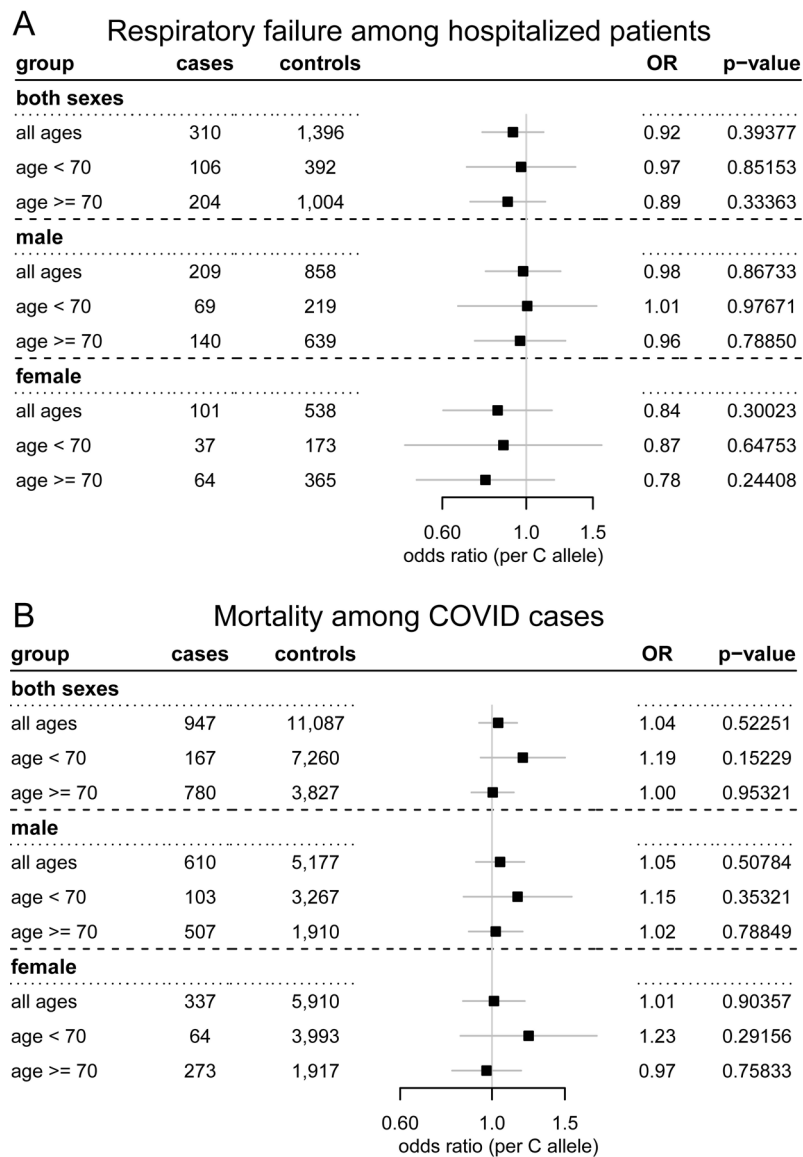 A
Respiratory failure among hospitalized patients
group cases controls OR p−value
both sexes
all ages 310 1,396 0.92 0.39377
age < 70 106 392 0.97 0.85153
age >= 70 204 1,004 0.89 0.33363
male
all ages 209 858 0.98 0.86733
age < 70 69 219 1.01 0.97671
age >= 70 140 639 0.96 0.78850
female
all ages 101 538 0.84 0.30023
age < 70 37 173 0.87 0.64753
age >= 70 64 365 0.78 0.24408
0.60 1.0 1.5
odds ratio (per C allele)
B
Mortality among COVID cases
group cases controls OR p−value
both sexes
all ages 947 11,087 1.04 0.52251
age < 70 167 7,260 1.19 0.15229
age >= 70 780 3,827 1.00 0.95321
male
all ages 610 5,177 1.05 0.50784
age < 70 103 3,267 1.15 0.35321
age >= 70 507 1,910 1.02 0.78849
female
all ages 337 5,910 1.01 0.90357
age < 70 64 3,993 1.23 0.29156
age >= 70 273 1,917 0.97 0.75833
0.60 1.0 1.5
odds ratio (per C allele)